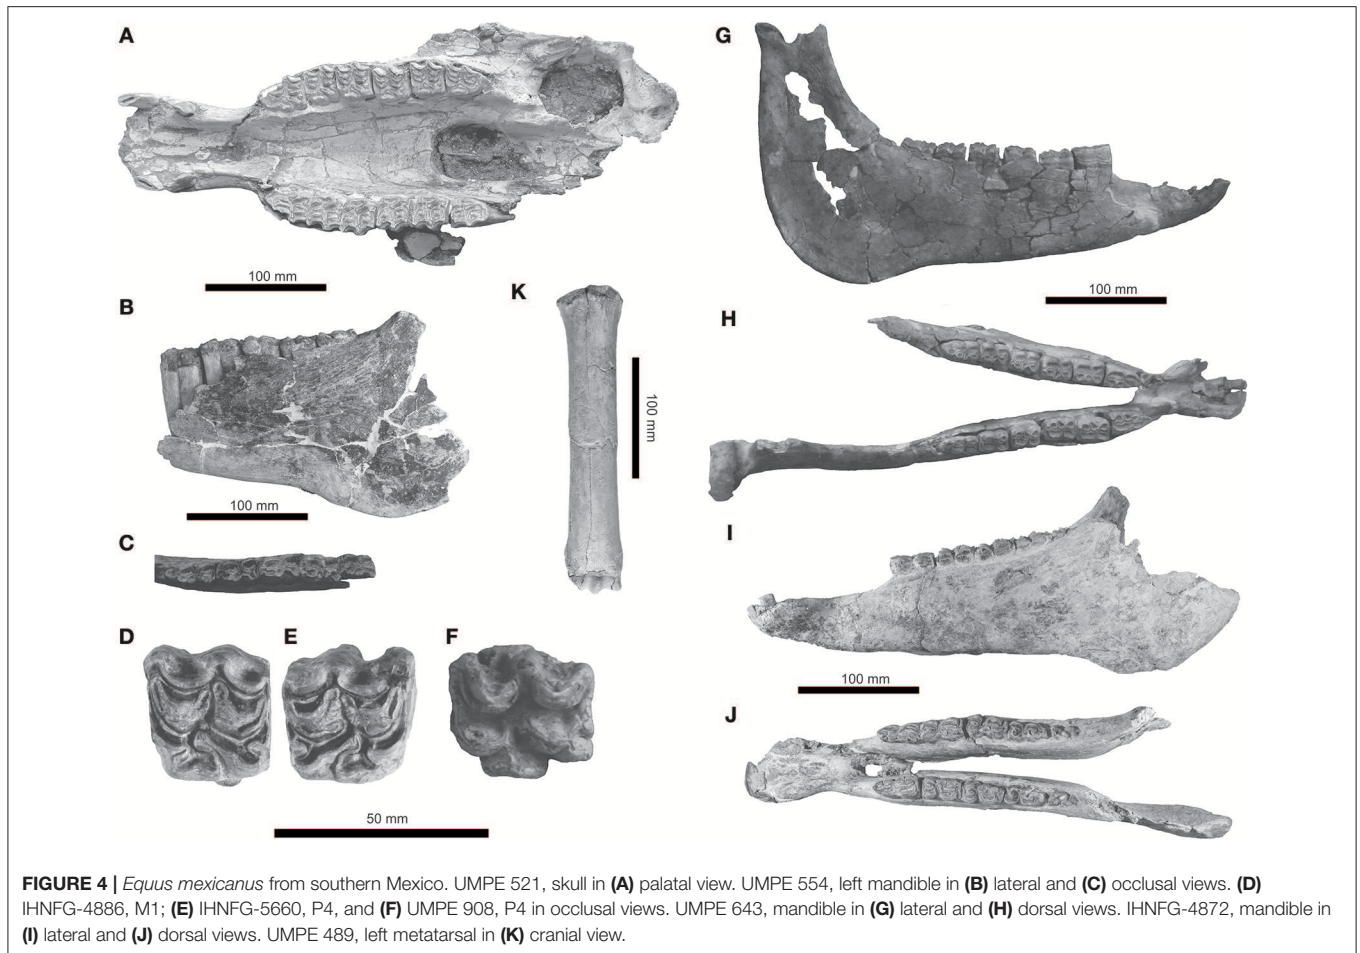 A
G
100 mm
K
100 mm
B
H
100 mm
100 mm
C
I
D
E
F
100 mm
J
50 mm
FIGURE 4 | Equus mexicanus from southern Mexico. UMPE 521, skull in (A) palatal view. UMPE 554, left mandible in (B) lateral and (C) occlusal views. (D)
IHNFG-4886, M1; (E) IHNFG-5660, P4, and (F) UMPE 908, P4 in occlusal views. UMPE 643, mandible in (G) lateral and (H) dorsal views. IHNFG-4872, mandible in
(I) lateral and (J) dorsal views. UMPE 489, left metatarsal in (K) cranial view.